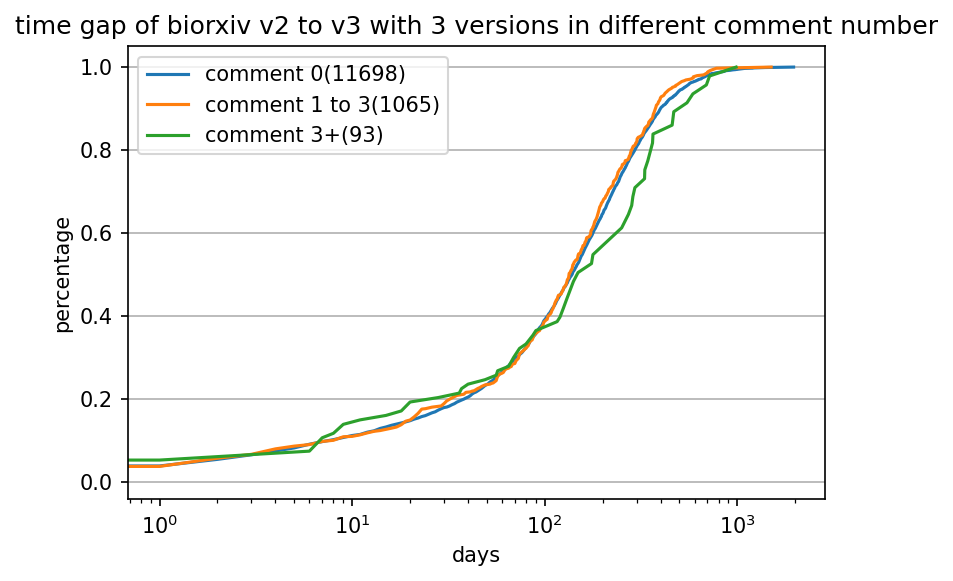 time gap of biorxiv v2 to v3 with 3 versions in different comment number
comment 0(11698)
comment 1 to 3(1065)
comment 3+(93)
percentage
1.0
0.8
0.6
0.4
0.2
0.0
10⁰ 10¹ 10² 10³
days